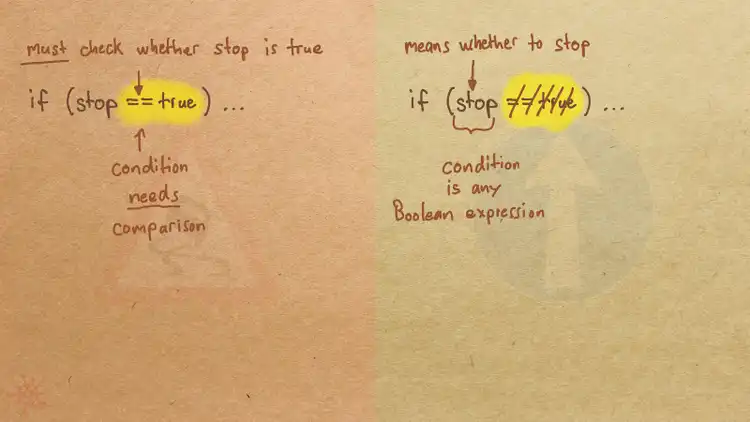 must check whether stop is true
if (stop == true) ...
condition
needs
comparison
means whether to stop
if (stop == true) ...
condition
is any
Boolean expression